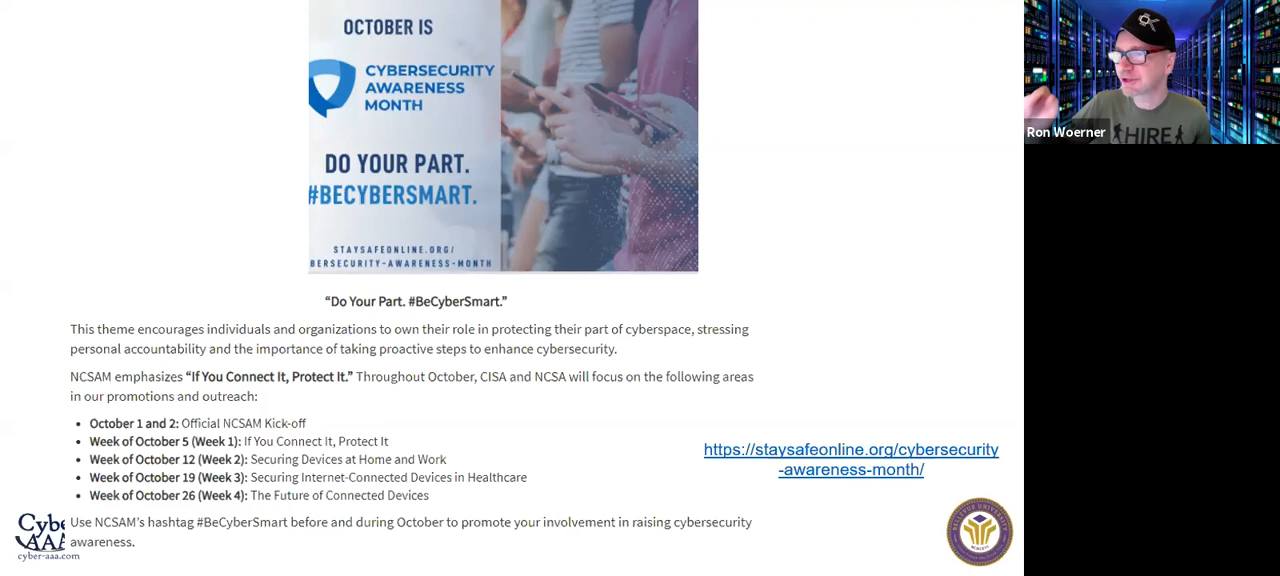 OCTOBER IS
CYBERSECURITY
AWARENESS
MONTH
DO YOUR PART.
#BECYBERSMART.
STAYSAFEONLINE.ORG/
BERSECURITY-AWARENESS-MONTH
Ron Woerner
HIRE
“Do Your Part. #BeCyberSmart.”
This theme encourages individuals and organizations to own their role in protecting their part of cyberspace, stressing
personal accountability and the importance of taking proactive steps to enhance cybersecurity.
NCSAM emphasizes “If You Connect It, Protect It.” Throughout October, CISA and NCSA will focus on the following areas
in our promotions and outreach:
• October 1 and 2: Official NCSAM Kick-off
• Week of October 5 (Week 1): If You Connect It, Protect It
• Week of October 12 (Week 2): Securing Devices at Home and Work
• Week of October 19 (Week 3): Securing Internet-Connected Devices in Healthcare
• Week of October 26 (Week 4): The Future of Connected Devices
https://staysafeonline.org/cybersecurity
-awareness-month/
Use NCSAM’s hashtag #BeCyberSmart before and during October to promote your involvement in raising cybersecurity
awareness.
Cybe
AA
cyber-aaa.com
BELLEVUE UNIVERSITY